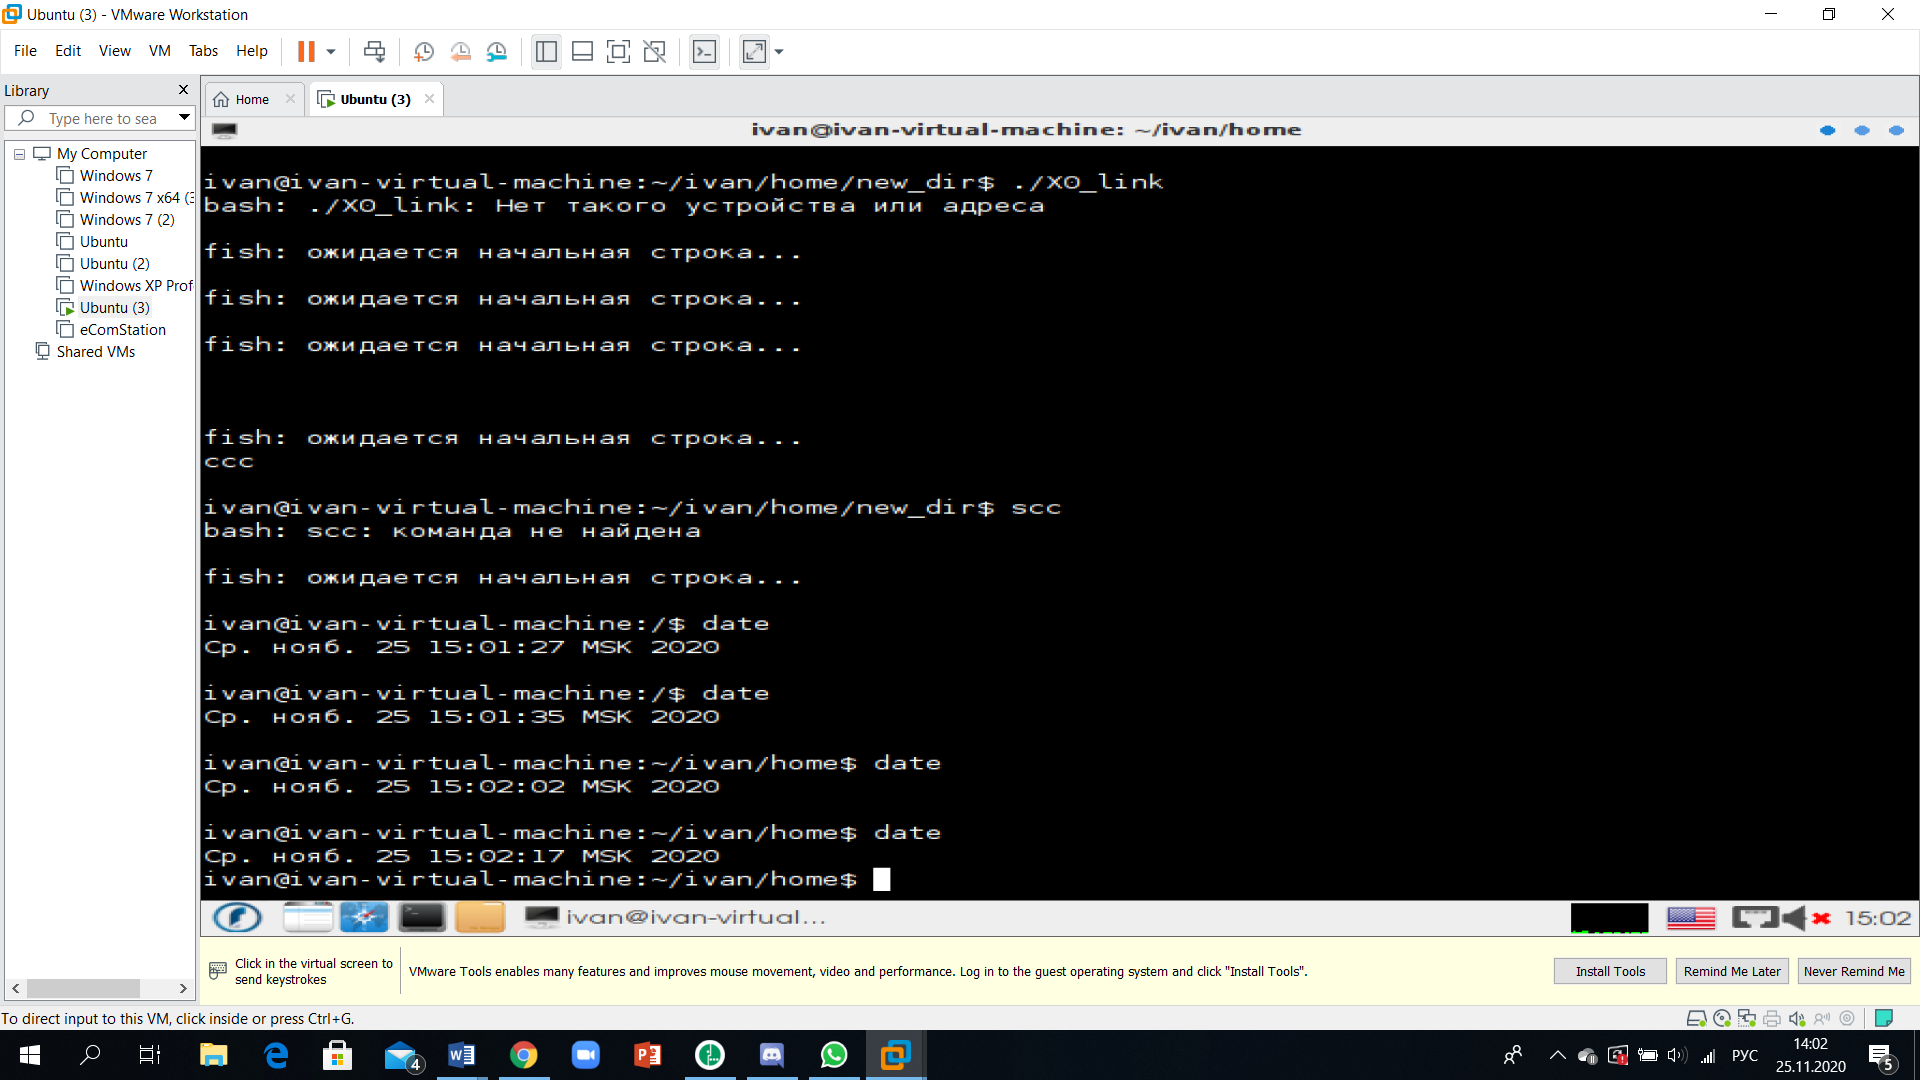 Ubuntu (3) - VMware Workstation
File Edit View VM Tabs Help
Library
Home
Ubuntu (3)
Type here to sea
ivan@ivan-virtual-machine: ~/ivan/home
My Computer
Windows 7
Windows 7 x64 (3
Windows 7 (2)
Ubuntu
Ubuntu (2)
Windows XP Prof
Ubuntu (3)
eComStation
Shared VMs
ivan@ivan-virtual-machine:~/ivan/home/new_dir$ ./XO_link
bash: ./XO_link: Нет такого устройства или адреса
fish: ожидается начальная строка...
fish: ожидается начальная строка...
fish: ожидается начальная строка...
fish: ожидается начальная строка...
ccc
ivan@ivan-virtual-machine:~/ivan/home/new_dir$ scc
bash: scc: команда не найдена
fish: ожидается начальная строка...
ivan@ivan-virtual-machine:/$ date
Ср. нояб. 25 15:01:27 MSK 2020
ivan@ivan-virtual-machine:/$ date
Ср. нояб. 25 15:01:35 MSK 2020
ivan@ivan-virtual-machine:~/ivan/home$ date
Ср. нояб. 25 15:02:02 MSK 2020
ivan@ivan-virtual-machine:~/ivan/home$ date
Ср. нояб. 25 15:02:17 MSK 2020
ivan@ivan-virtual-machine:~/ivan/home$
ivan@ivan-virtual...
15:02
Click in the virtual screen to
send keystrokes
VMware Tools enables many features and improves mouse movement, video and performance. Log in to the guest operating system and click "Install Tools".
Install Tools
Remind Me Later
Never Remind Me
To direct input to this VM, click inside or press Ctrl+G.
4
РУС
14:02
25.11.2020
5